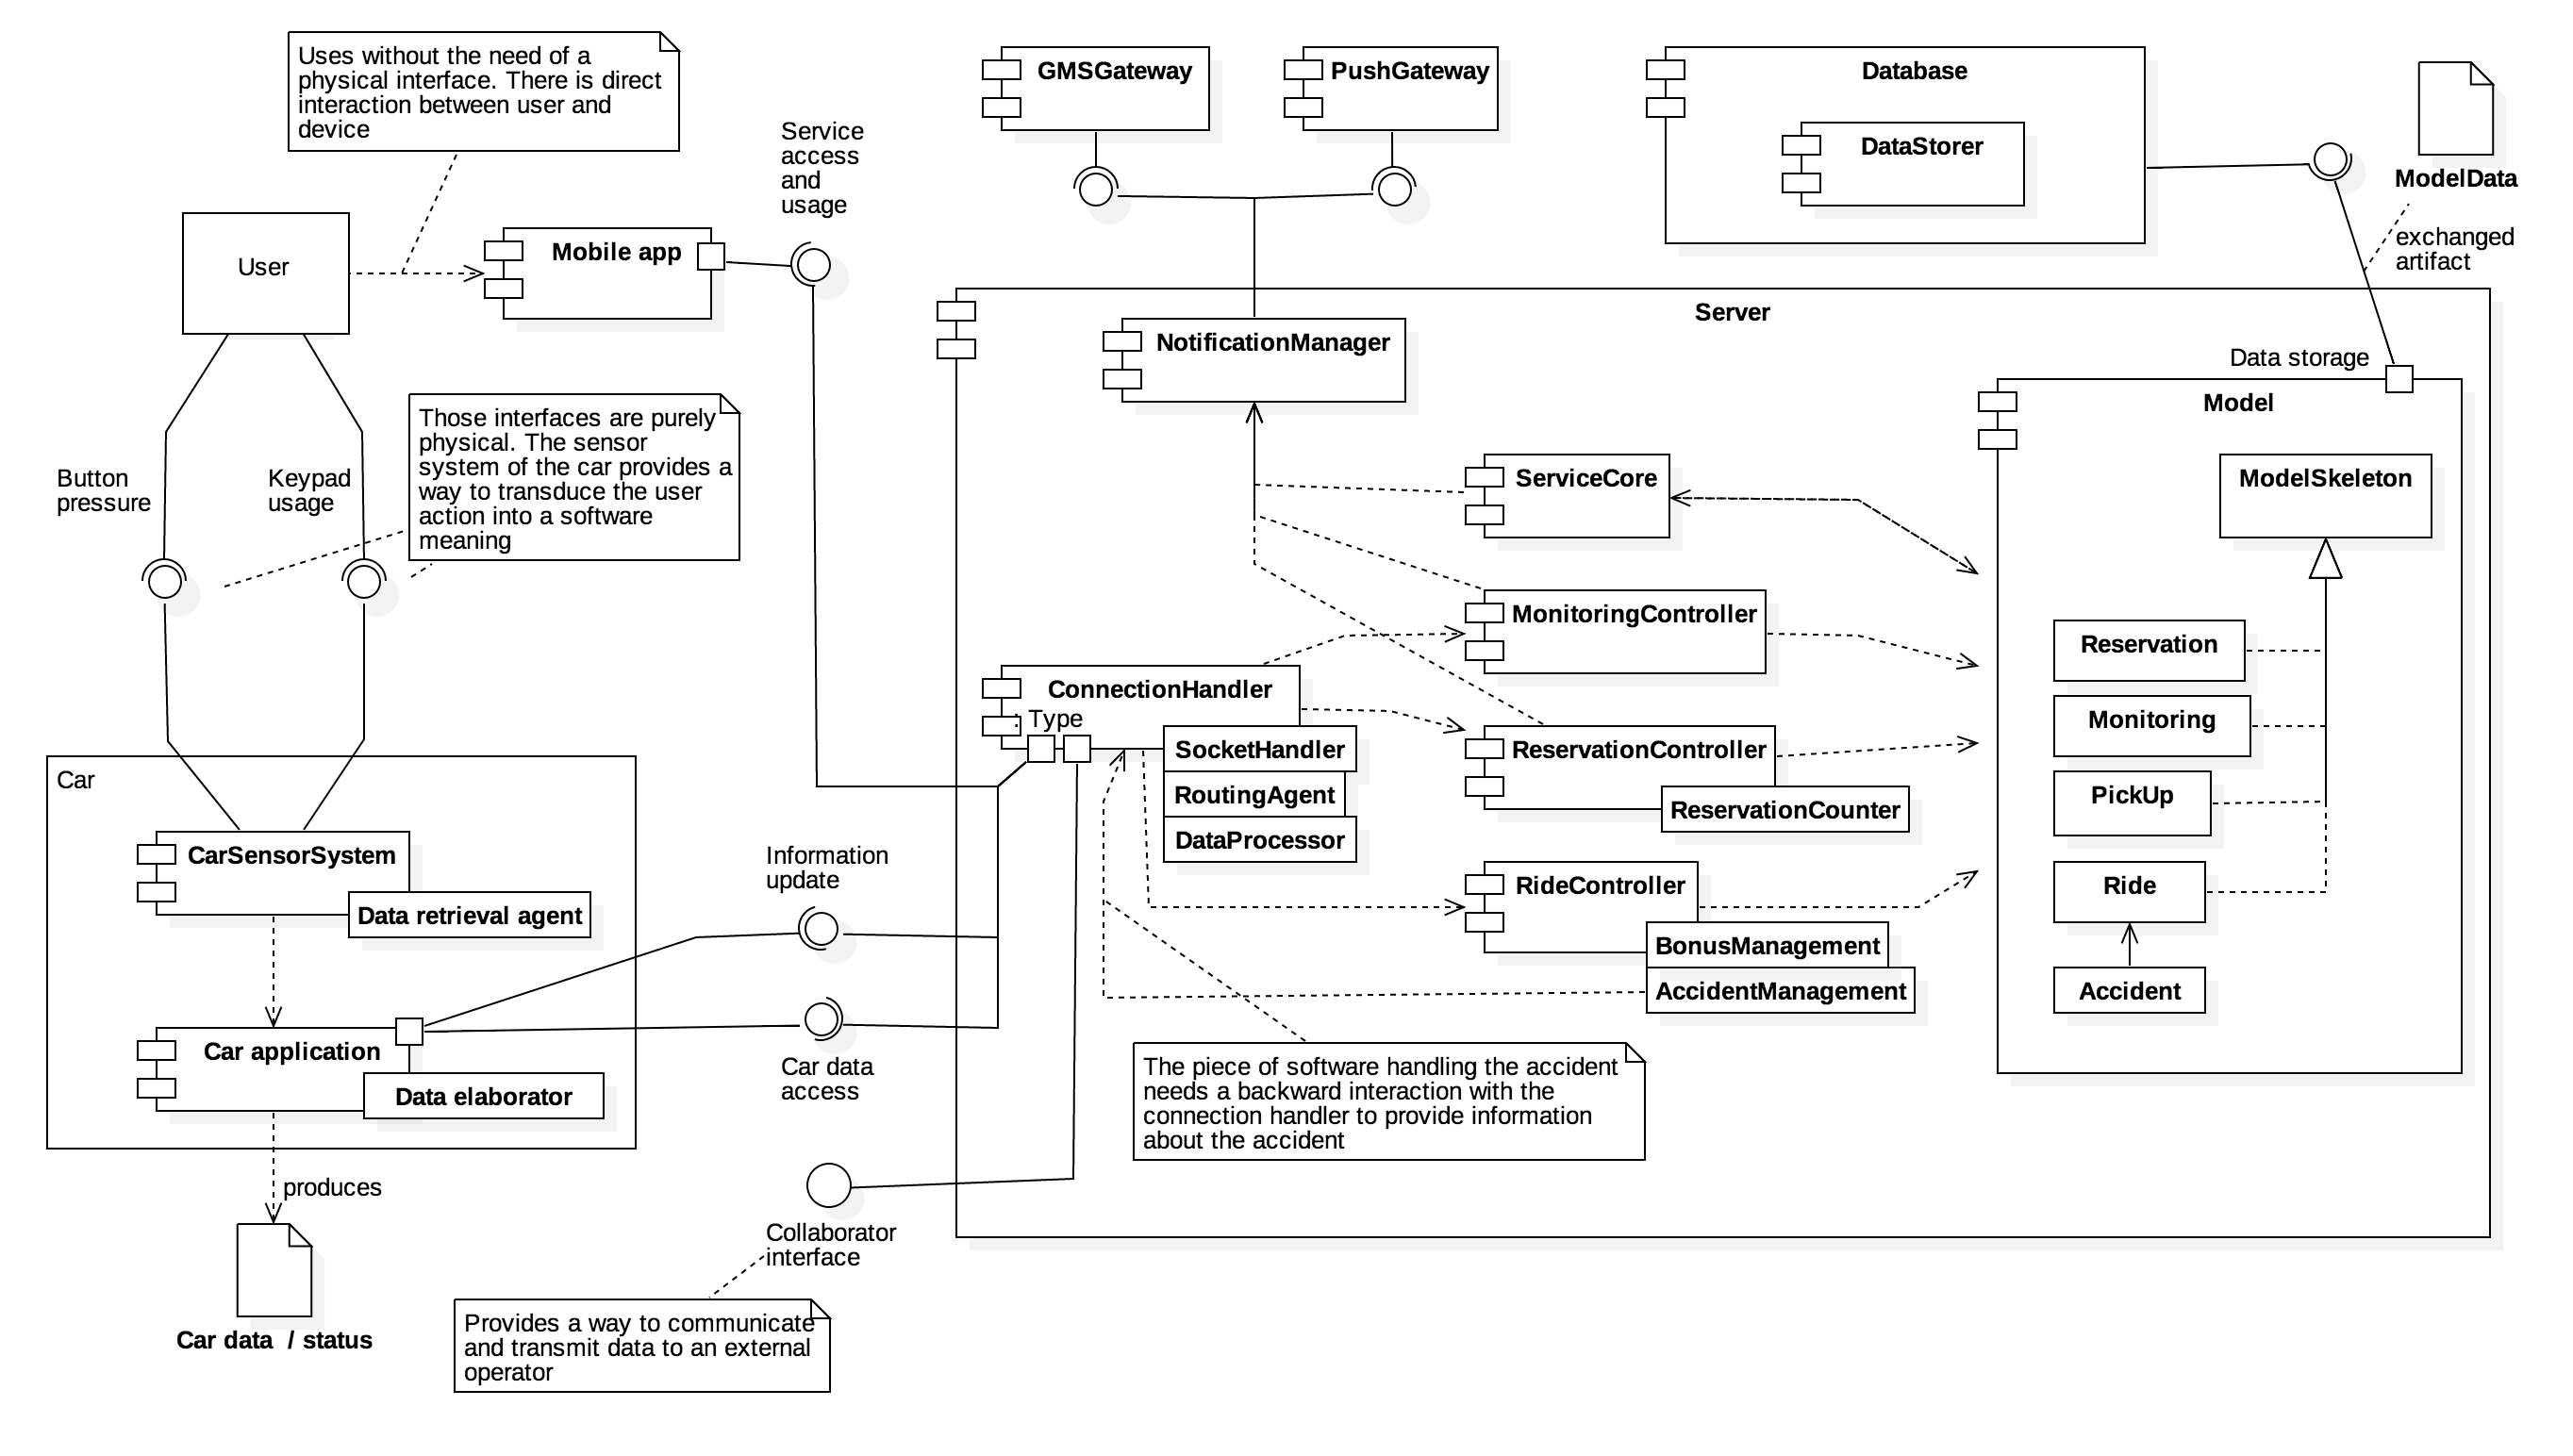 Uses without the need of a
physical interface. There is direct
interaction between user and
device
GMSGateway
PushGateway
Database
DataStorer
ModelData
exchanged
artifact
Service
access
and
usage
User
Mobile app
Server
NotificationManager
Data storage
Model
Those interfaces are purely
physical. The sensor
system of the car provides a
way to transduce the user
action into a software
meaning
Button
pressure
Keypad
usage
ServiceCore
ModelSkeleton
MonitoringController
Reservation
ConnectionHandler
: Type
Monitoring
SocketHandler
ReservationController
RoutingAgent
PickUp
ReservationCounter
DataProcessor
Car
CarSensorSystem
Data retrieval agent
Information
update
RideController
Ride
BonusManagement
AccidentManagement
Accident
Car application
Data elaborator
Car data
access
The piece of software handling the accident
needs a backward interaction with the
connection handler to provide information
about the accident
produces
Collaborator
interface
Car data / status
Provides a way to communicate
and transmit data to an external
operator